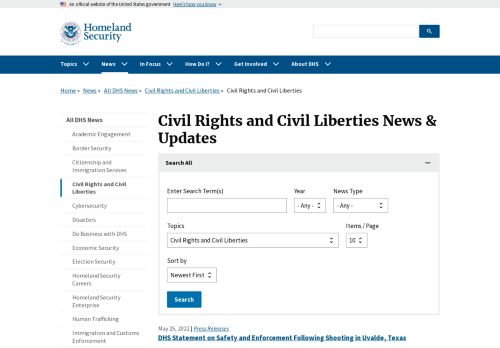 An official website of the United States government Here's how you know
Homeland
Security
Topics News In Focus How Do I? Get Involved About DHS
Home » News » All DHS News » Civil Rights and Civil Liberties » Civil Rights and Civil Liberties
All DHS News
Academic Engagement
Border Security
Citizenship and
Immigration Services
Civil Rights and Civil
Liberties
Cybersecurity
Disasters
Do Business with DHS
Economic Security
Election Security
Homeland Security
Careers
Homeland Security
Enterprise
Human Trafficking
Immigration and Customs
Enforcement
Civil Rights and Civil Liberties News &
Updates
Search All
Enter Search Term(s) Year News Type
- Any - - Any -
Topics Items / Page
Civil Rights and Civil Liberties 10
Sort by
Newest First
Search
May 25, 2022 | Press Releases
DHS Statement on Safety and Enforcement Following Shooting in Uvalde, Texas